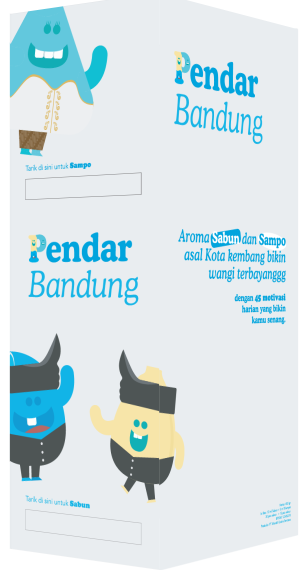 Tarik di sini untuk Sampo
Pendar
Bandung
Pendar
Bandung
Aroma Sabun dan Sampo
asal Kota kembang bikin
wangi terbayanggg
dengan 45 motivasi
harian yang bikin
kamu senang.
Tarik di sini untuk Sabun